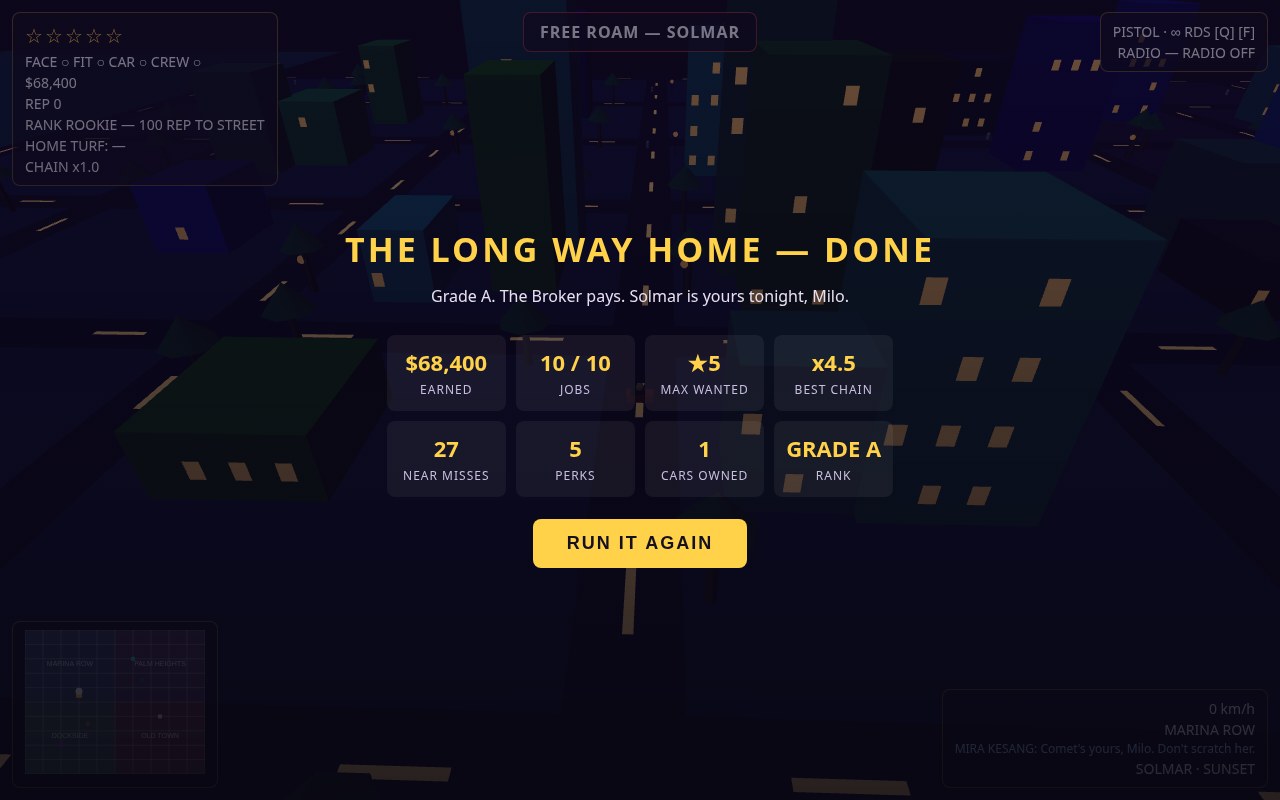 ☆☆☆☆☆
FACE ○ FIT ○ CAR ○ CREW ○
$68,400
REP 0
RANK ROOKIE — 100 REP TO STREET
HOME TURF: —
CHAIN x1.0
FREE ROAM — SOLMAR
PISTOL · ∞ RDS [Q] [F]
RADIO — RADIO OFF
THE LONG WAY HOME — DONE
Grade A. The Broker pays. Solmar is yours tonight, Milo.
$68,400
EARNED
10 / 10
JOBS
★5
MAX WANTED
x4.5
BEST CHAIN
27
NEAR MISSES
5
PERKS
1
CARS OWNED
GRADE A
RANK
RUN IT AGAIN
MARINA ROW
PALM HEIGHTS
DOCKSIDE
OLD TOWN
0 km/h
MARINA ROW
MIRA KESANG: Comet's yours, Milo. Don't scratch her.
SOLMAR · SUNSET